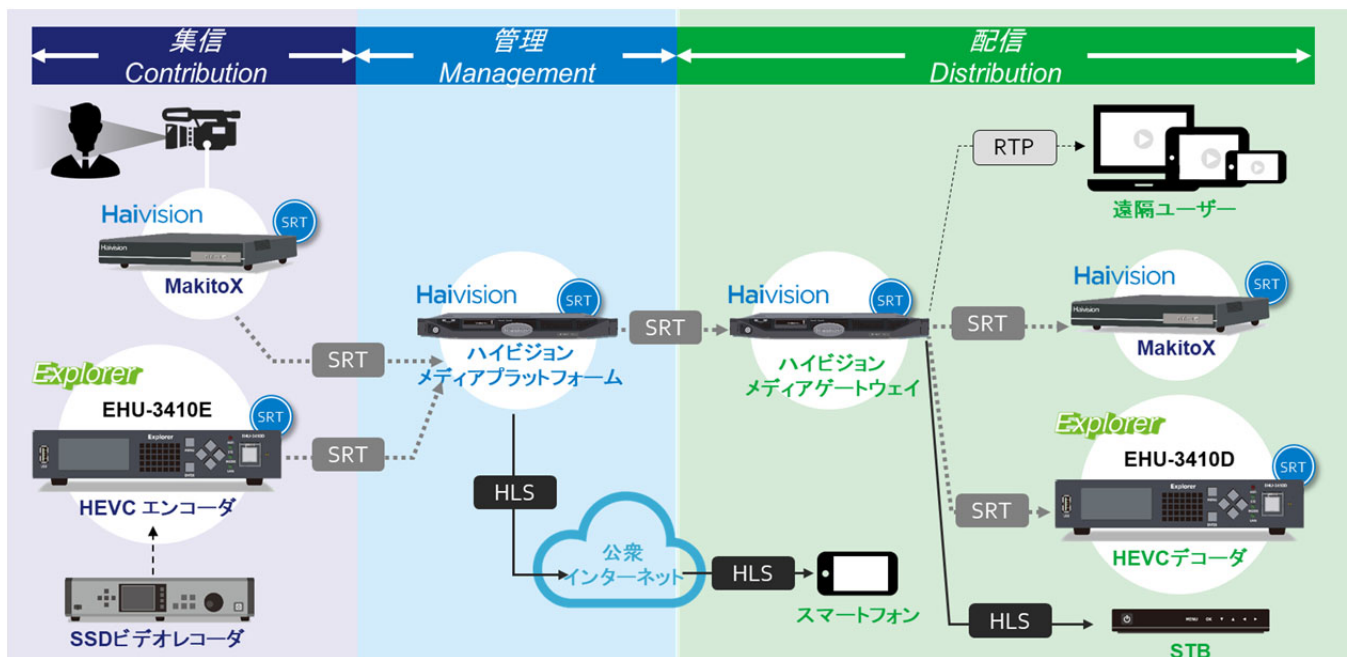 集信
Contribution
管理
Management
配信
Distribution
Haivision
SRT
Haivision
MakitoX
SRT
Explorer
EHU-3410E
SRT
Explorer
SRT
HEVC エンコーダ
SSDビデオレコーダ
Haivision
SRT
ハイビジョン
メディアプラットフォーム
SRT
HLS
公衆
インターネット
HLS
スマートフォン
Haivision
SRT
ハイビジョン
メディアゲートウェイ
RTP
遠隔ユーザー
SRT
Haivision
SRT
Haivision
MakitoX
SRT
Explorer
EHU-3410D
SRT
Explorer
HEVCデコーダ
HLS
MENU OK
STB